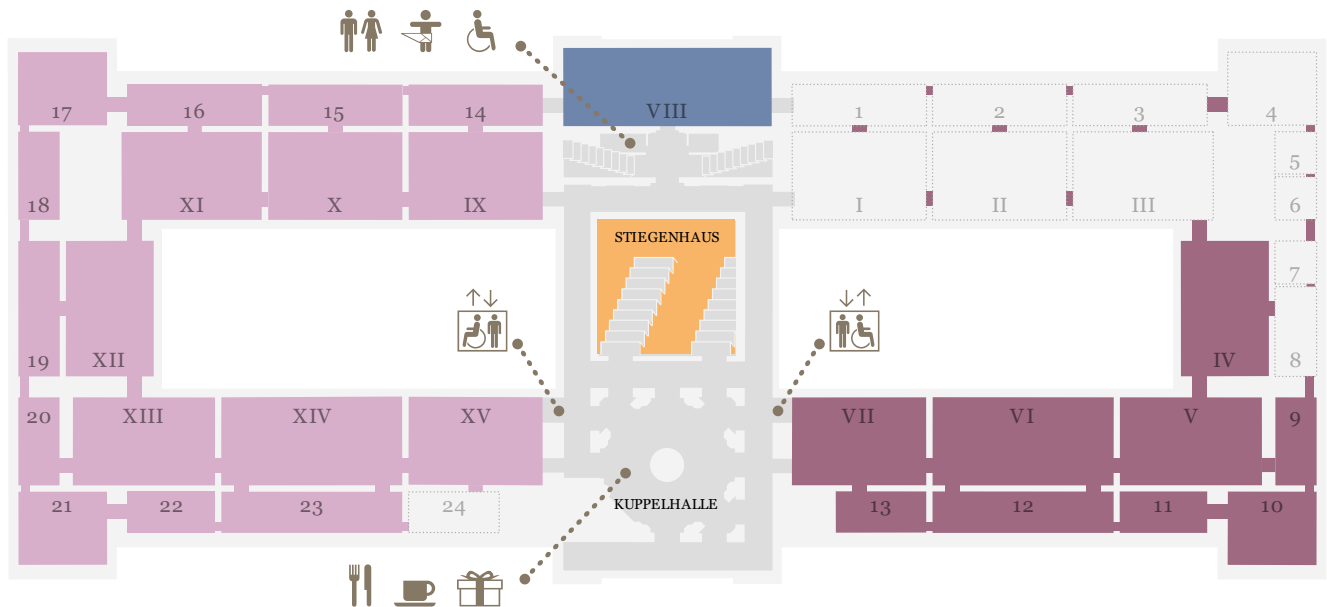 17 16 15 14 VIII 1 2 3 4
5
18 XI X IX I II III 6
STIEGENHAUS
7
19 XII IV 8
20 XIII XIV XV VII VI V 9
21 22 23 24 KUPPELHALLE 13 12 11 10